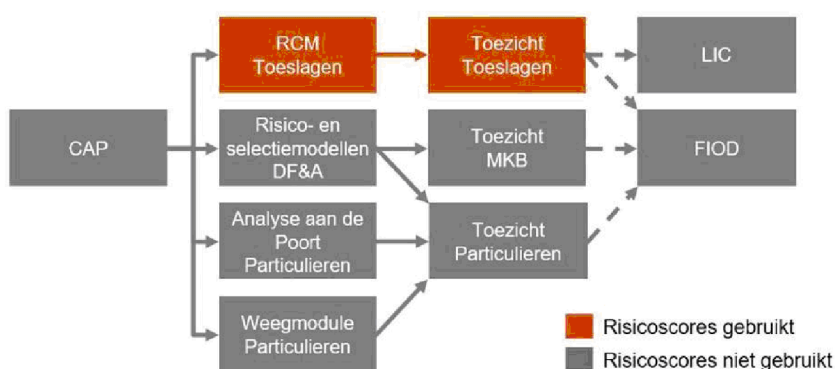 RCM
Toeslagen
Toezicht
Toeslagen
LIC
CAP
Risico- en
selectiemodellen
DF&A
Toezicht
MKB
FIOD
Analyse aan de
Poort
Particulieren
Toezicht
Particulieren
Weegmodule
Particulieren
Risicoscores gebruikt
Risicoscores niet gebruikt